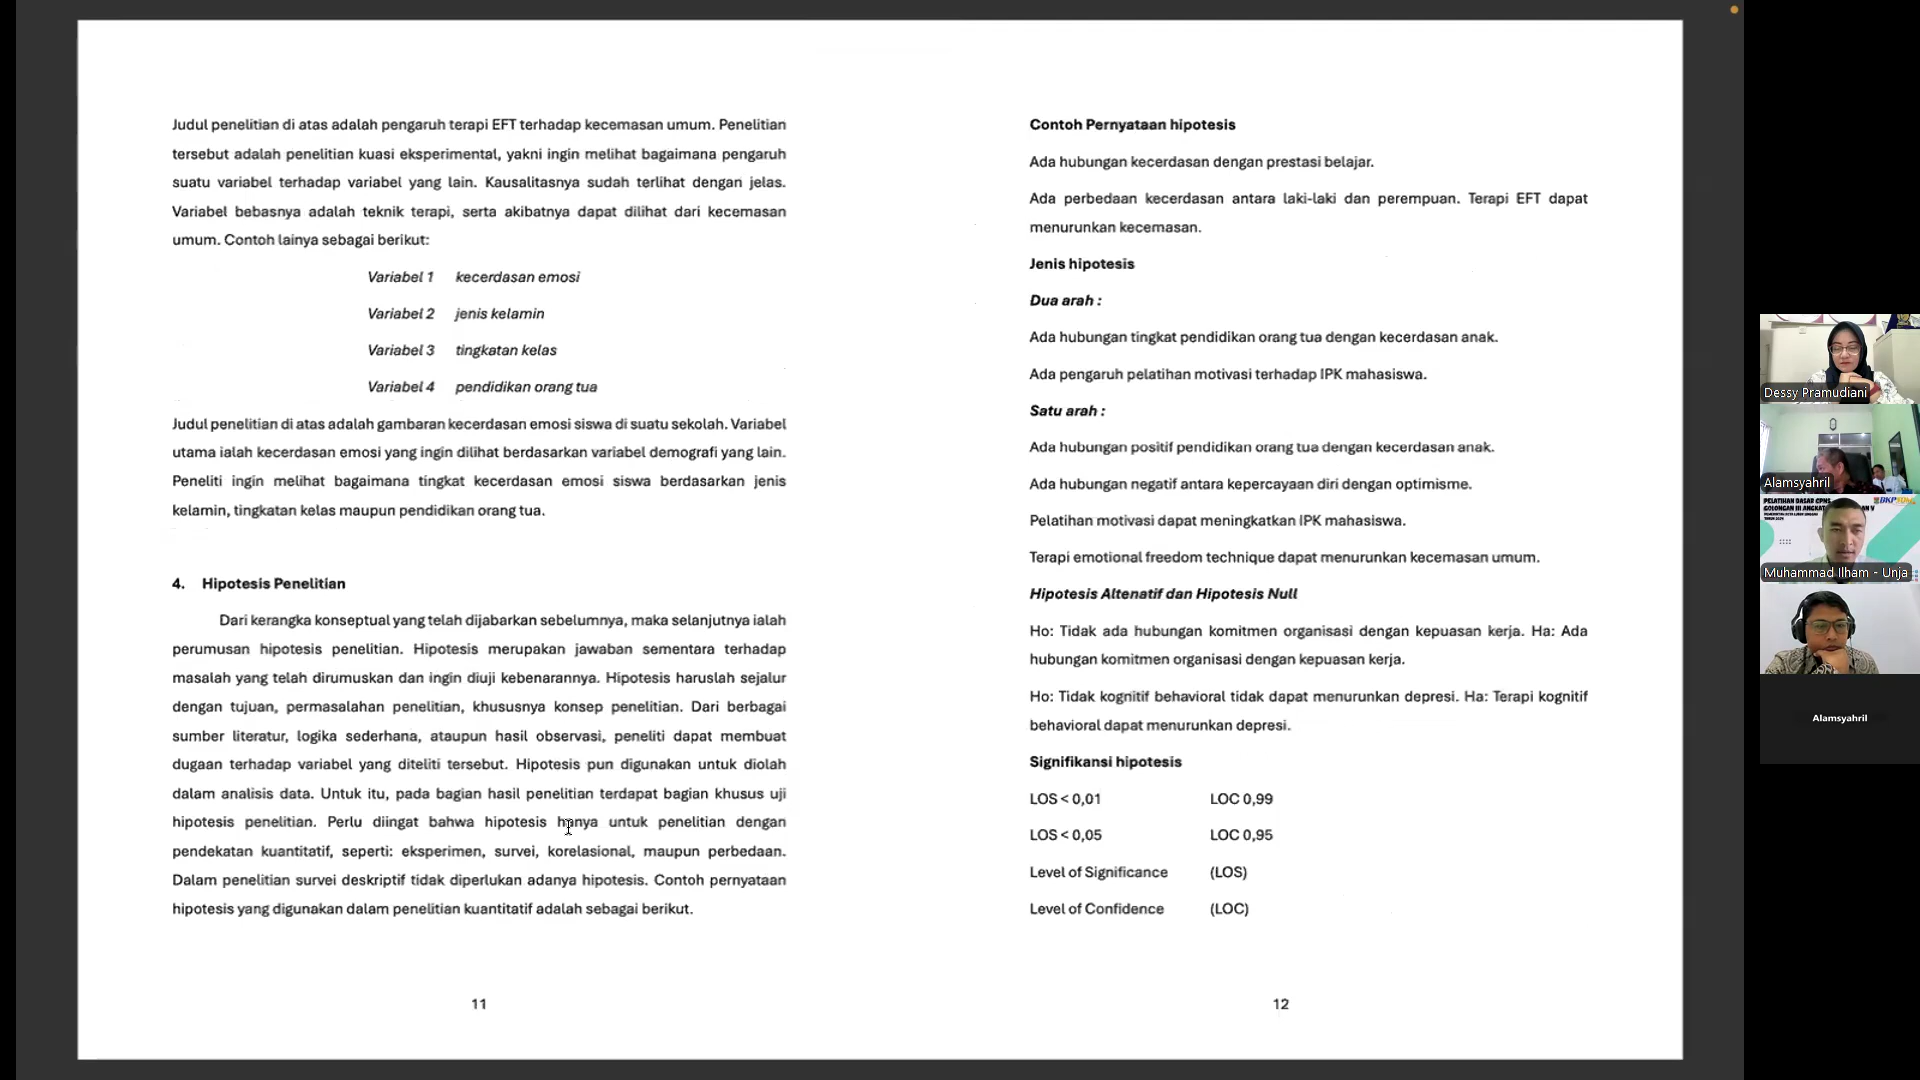 Judul penelitian di atas adalah pengaruh terapi EFT terhadap kecemasan umum. Penelitian
tersebut adalah penelitian kuasi eksperimental, yakni ingin melihat bagaimana pengaruh
suatu variabel terhadap variabel yang lain. Kausalitasnya sudah terlihat dengan jelas.
Variabel bebasnya adalah teknik terapi, serta akibatnya dapat dilihat dari kecemasan
umum. Contoh lainya sebagai berikut:
Variabel 1 kecerdasan emosi
Variabel 2 jenis kelamin
Variabel 3 tingkatan kelas
Variabel 4 pendidikan orang tua
Judul penelitian di atas adalah gambaran kecerdasan emosi siswa di suatu sekolah. Variabel
utama ialah kecerdasan emosi yang ingin dilihat berdasarkan variabel demografi yang lain.
Peneliti ingin melihat bagaimana tingkat kecerdasan emosi siswa berdasarkan jenis
kelamin, tingkatan kelas maupun pendidikan orang tua.
4. Hipotesis Penelitian
Dari kerangka konseptual yang telah dijabarkan sebelumnya, maka selanjutnya ialah
perumusan hipotesis penelitian. Hipotesis merupakan jawaban sementara terhadap
masalah yang telah dirumuskan dan ingin diuji kebenarannya. Hipotesis haruslah sejalur
dengan tujuan, permasalahan penelitian, khususnya konsep penelitian. Dari berbagai
sumber literatur, logika sederhana, ataupun hasil observasi, peneliti dapat membuat
dugaan terhadap variabel yang diteliti tersebut. Hipotesis pun digunakan untuk diolah
dalam analisis data. Untuk itu, pada bagian hasil penelitian terdapat bagian khusus uji
hipotesis penelitian. Perlu diingat bahwa hipotesis hanya untuk penelitian dengan
pendekatan kuantitatif, seperti: eksperimen, survei, korelasional, maupun perbedaan.
Dalam penelitian survei deskriptif tidak diperlukan adanya hipotesis. Contoh pernyataan
hipotesis yang digunakan dalam penelitian kuantitatif adalah sebagai berikut.
11
Contoh Pernyataan hipotesis
Ada hubungan kecerdasan dengan prestasi belajar.
Ada perbedaan kecerdasan antara laki-laki dan perempuan. Terapi EFT dapat
menurunkan kecemasan.
Jenis hipotesis
Dua arah :
Ada hubungan tingkat pendidikan orang tua dengan kecerdasan anak.
Ada pengaruh pelatihan motivasi terhadap IPK mahasiswa.
Satu arah :
Ada hubungan positif pendidikan orang tua dengan kecerdasan anak.
Ada hubungan negatif antara kepercayaan diri dengan optimisme.
Pelatihan motivasi dapat meningkatkan IPK mahasiswa.
Terapi emotional freedom technique dapat menurunkan kecemasan umum.
Hipotesis Altenatif dan Hipotesis Null
Ho: Tidak ada hubungan komitmen organisasi dengan kepuasan kerja. Ha: Ada
hubungan komitmen organisasi dengan kepuasan kerja.
Ho: Tidak kognitif behavioral tidak dapat menurunkan depresi. Ha: Terapi kognitif
behavioral dapat menurunkan depresi.
Signifikansi hipotesis
LOS < 0,01 LOC 0,99
LOS < 0,05 LOC 0,95
Level of Significance (LOS)
Level of Confidence (LOC)
12
Dessy Pramudiani
Alamsyahril
PELATIHAN DASAR CPNS
GOLONGAN III ANGKAT V
Muhammad Ilham - Unja
Alamsyahril